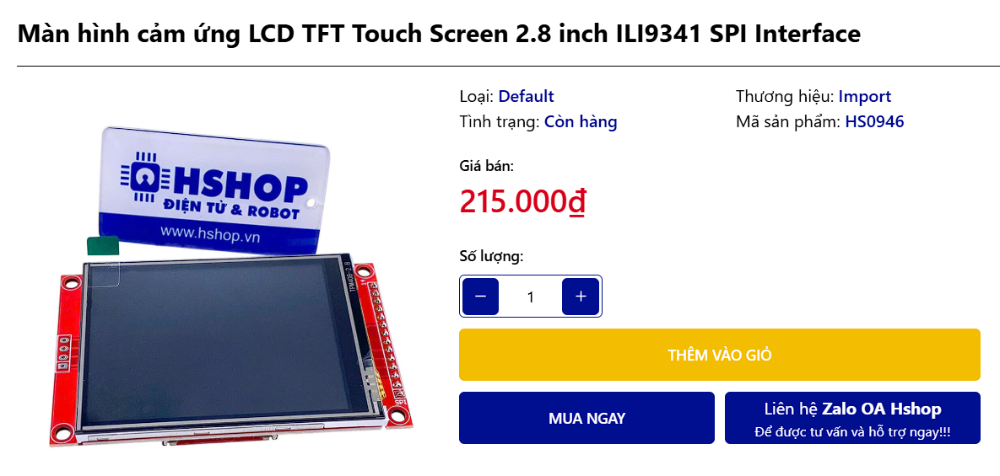 Màn hình cảm ứng LCD TFT Touch Screen 2.8 inch ILI9341 SPI Interface
Loại: Default
Thương hiệu: Import
Tình trạng: Còn hàng
Mã sản phẩm: HS0946
HSHOP
ĐIỆN TỬ & ROBOT
www.hshop.vn
TPM408-2.8
SPI
Giá bán:
215.000₫
Số lượng:
− 1 +
THÊM VÀO GIỎ
MUA NGAY
Liên hệ Zalo OA Hshop
Để được tư vấn và hỗ trợ ngay!!!